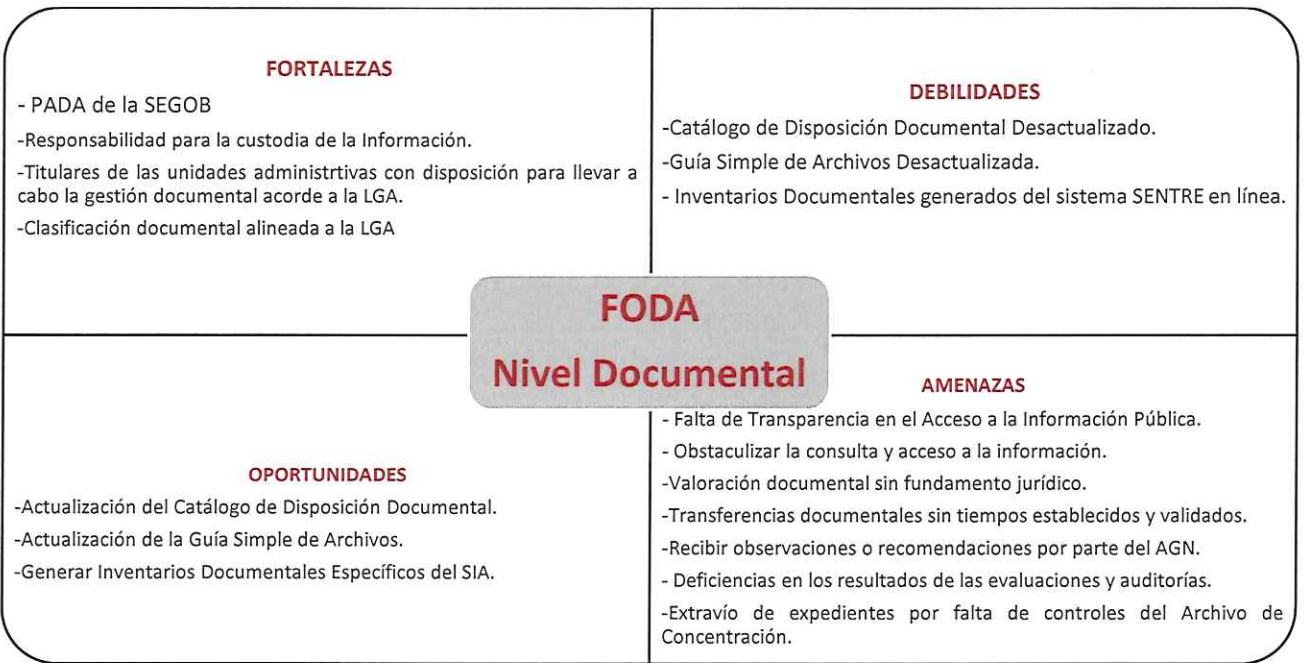 FORTALEZAS
- PADA de la SEGOB
-Responsabilidad para la custodia de la Información.
-Titulares de las unidades administrtivas con disposición para llevar a
cabo la gestión documental acorde a la LGA.
-Clasificación documental alineada a la LGA
DEBILIDADES
-Catálogo de Disposición Documental Desactualizado.
-Guía Simple de Archivos Desactualizada.
- Inventarios Documentales generados del sistema SENTRE en línea.
FODA
Nivel Documental
OPORTUNIDADES
-Actualización del Catálogo de Disposición Documental.
-Actualización de la Guía Simple de Archivos.
-Generar Inventarios Documentales Específicos del SIA.
AMENAZAS
- Falta de Transparencia en el Acceso a la Información Pública.
- Obstaculizar la consulta y acceso a la información.
-Valoración documental sin fundamento jurídico.
-Transferencias documentales sin tiempos establecidos y validados.
-Recibir observaciones o recomendaciones por parte del AGN.
- Deficiencias en los resultados de las evaluaciones y auditorías.
-Extravío de expedientes por falta de controles del Archivo de
Concentración.